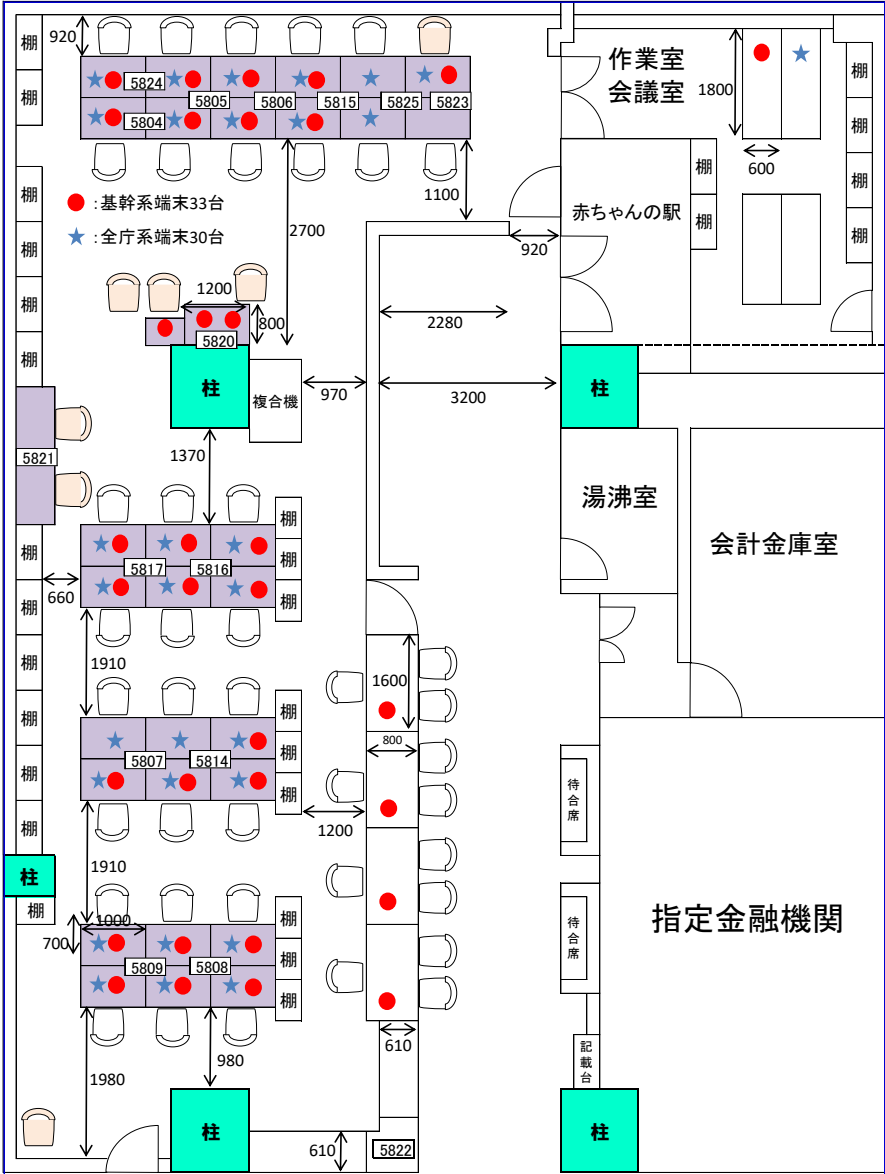 棚
920
作業室
会議室
棚
5824
5805
5806
5815
5825
5823
1800
棚
5804
棚
棚
600
棚
棚
1100
棚
●:基幹系端末33台
赤ちゃんの駅
棚
棚
★:全庁系端末30台
2700
920
棚
1200
800
2280
5820
棚
柱
複合機
970
3200
柱
5821
1370
湯沸室
会計金庫室
棚
棚
5817
5816
棚
660
棚
棚
棚
1910
1600
棚
棚
800
5807
5814
棚
棚
棚
待合席
棚
1200
柱
1910
棚
700
1000
棚
待合席
指定金融機関
5809
5808
棚
棚
610
980
記載台
1980
柱
柱
610
5822